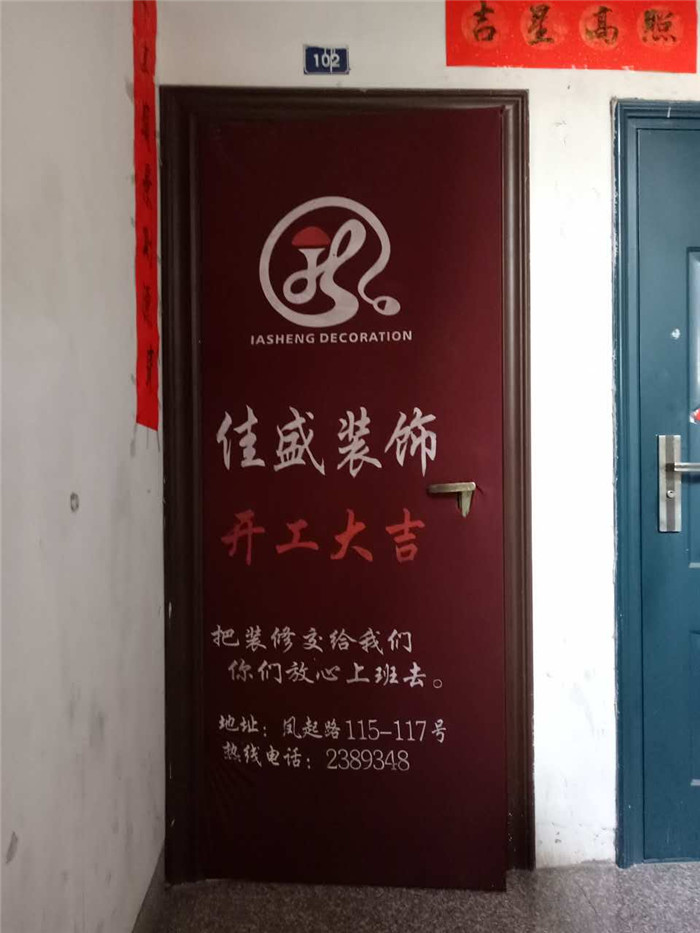 102
吉星高照
IASHENG DECORATION
佳盛装饰
开工大吉
把装修交给我们
你们放心上班去。
地址：凤起路115-117号
热线电话：2389348